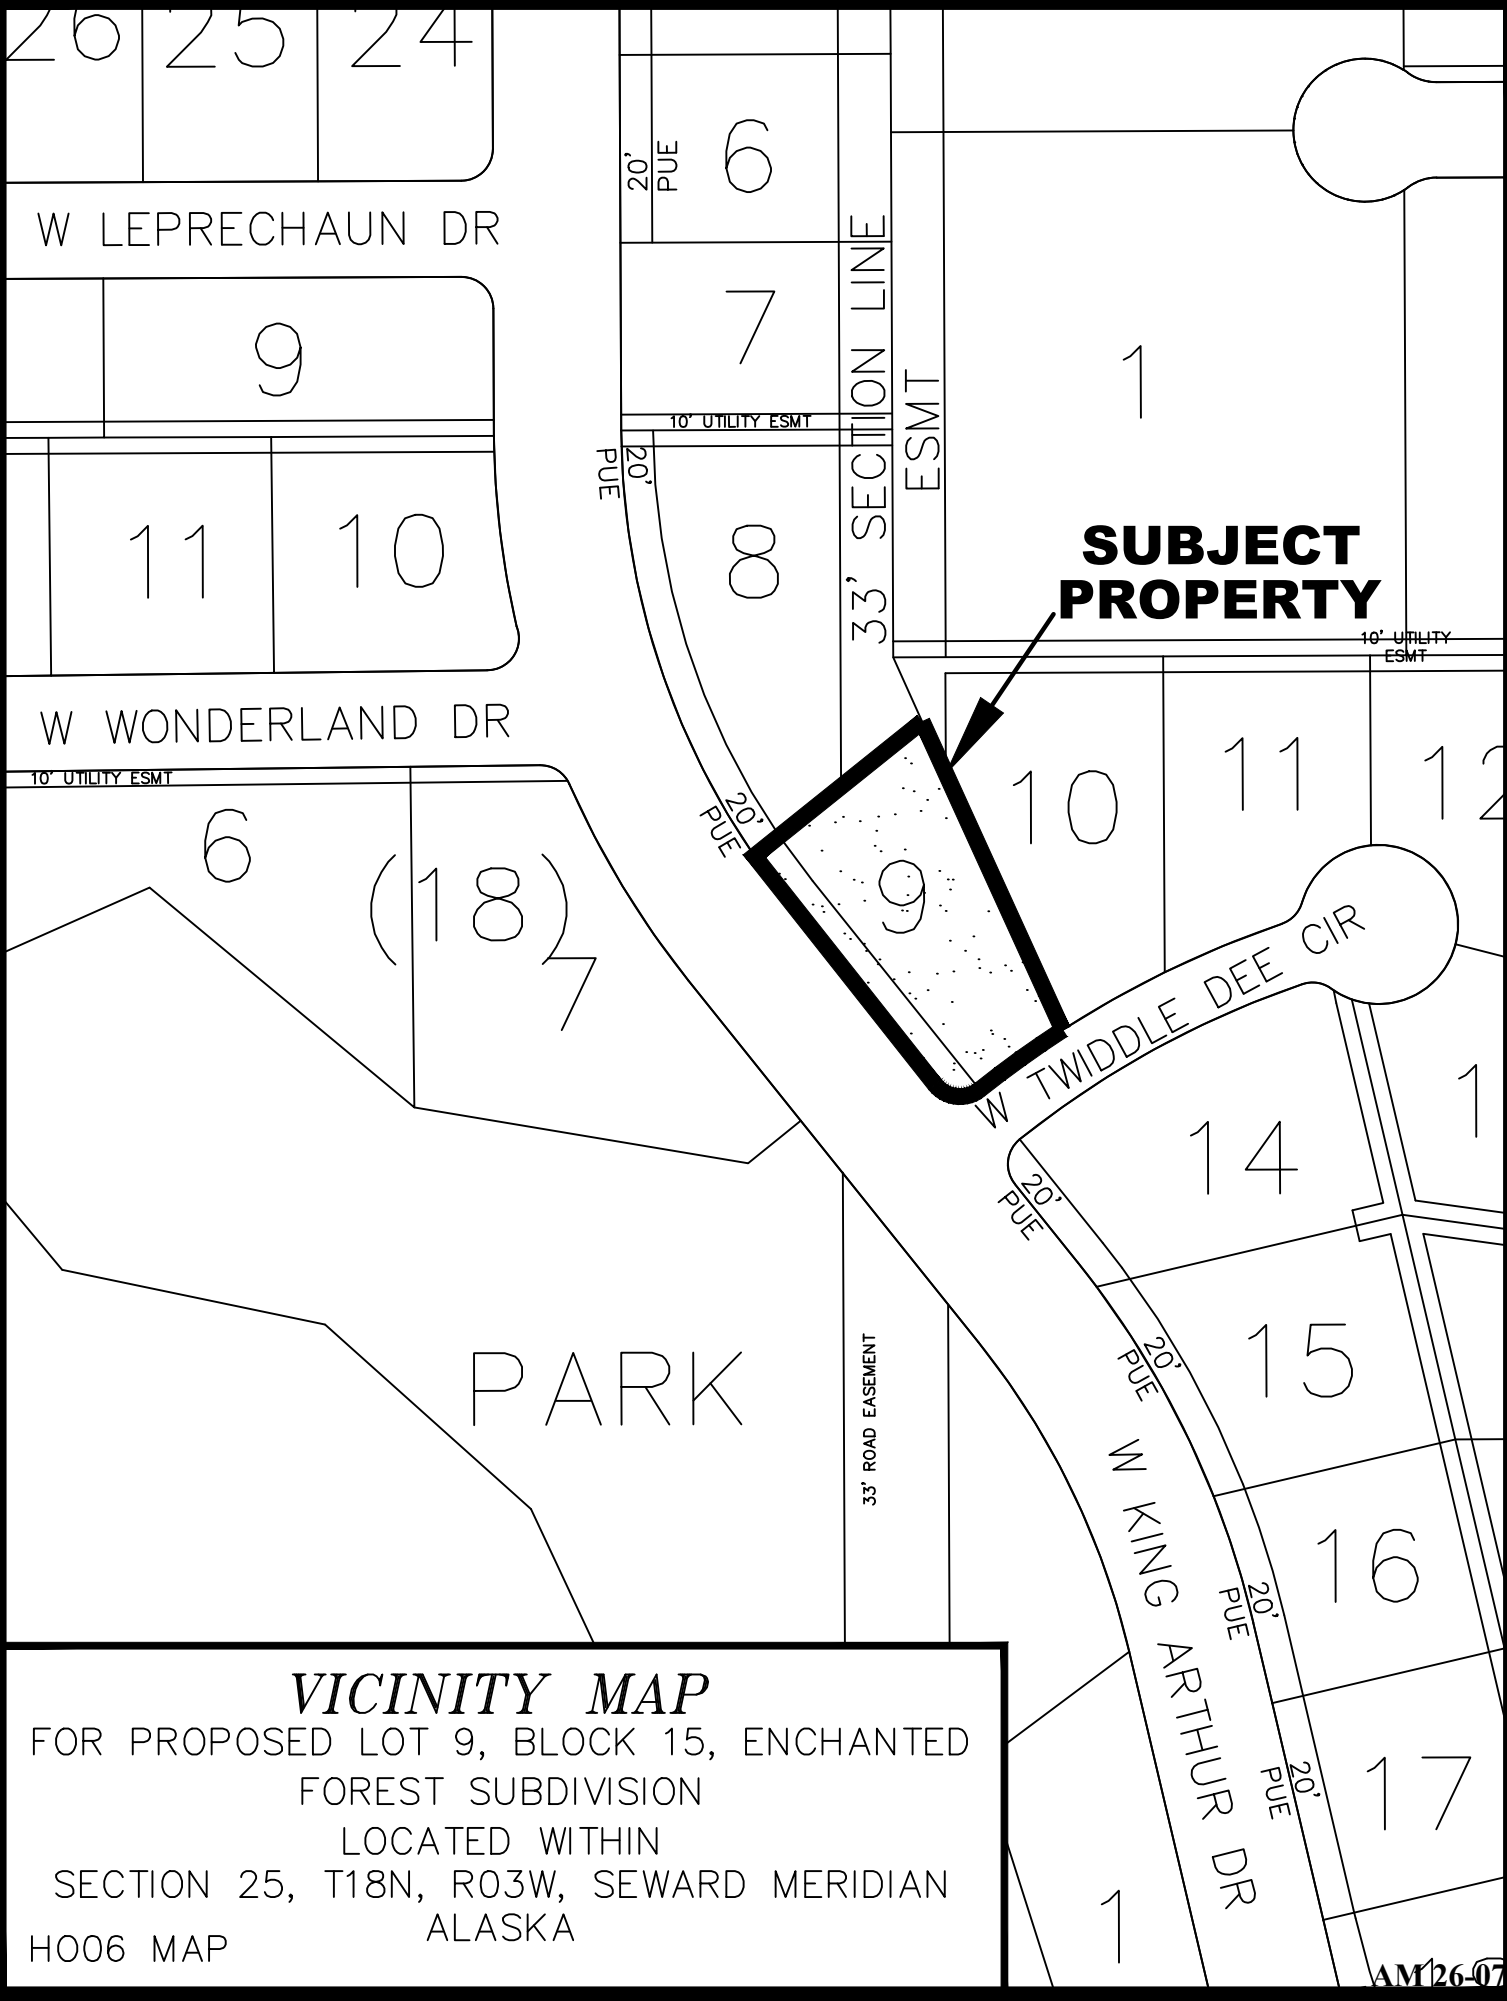 26 25 24
20'
PUE
6
W LEPRECHAUN DR
7
9
1
33' SECTION LINE
ESMT
10' UTILITY ESMT
20'
PUE
11 10
8
SUBJECT
PROPERTY
10' UTILITY
ESMT
W WONDERLAND DR
10' UTILITY ESMT
6
(18)
7
20'
PUE
9
10
11
12
W TWIDDLE DEE CIR
14
1
20'
PUE
PARK
33' ROAD EASEMENT
20'
PUE
15
W KING ARTHUR DR
16
20'
PUE
17
20'
PUE
1
VICINITY MAP
FOR PROPOSED LOT 9, BLOCK 15, ENCHANTED
FOREST SUBDIVISION
LOCATED WITHIN
SECTION 25, T18N, R03W, SEWARD MERIDIAN
ALASKA
HO06 MAP
AM 26-07